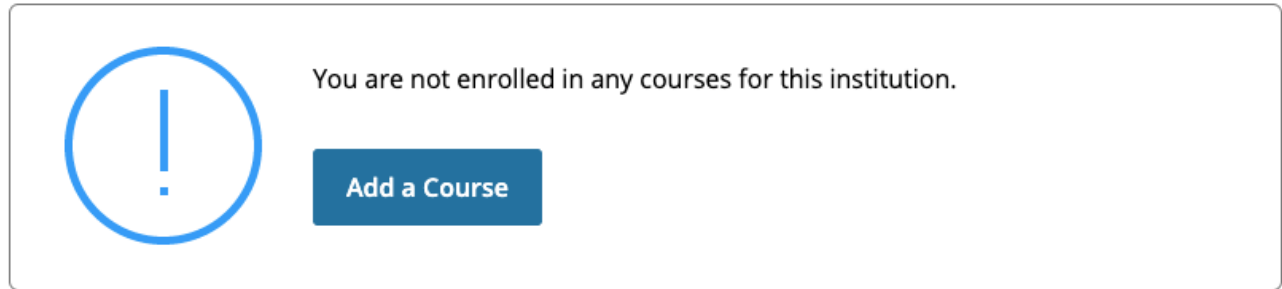 You are not enrolled in any courses for this institution.
Add a Course